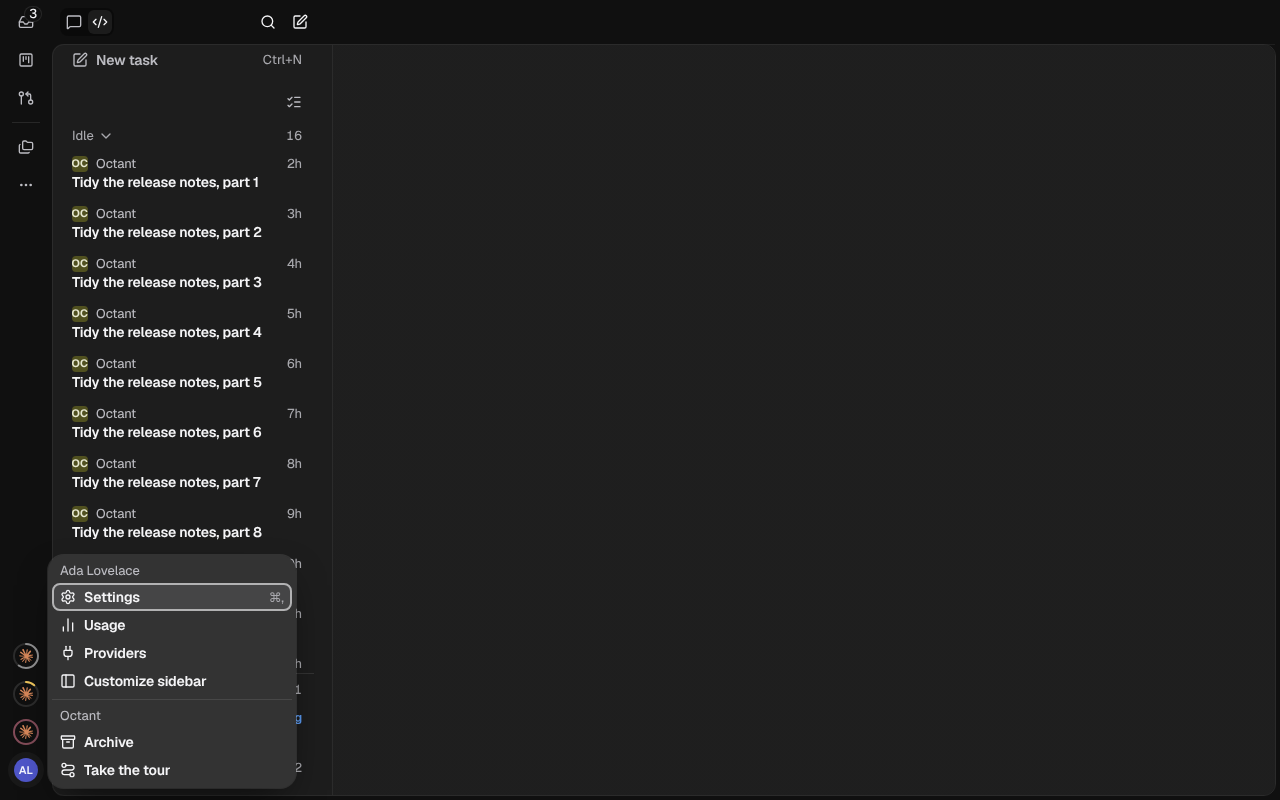 3
New task Ctrl+N
Idle 16
OC Octant 2h
Tidy the release notes, part 1
OC Octant 3h
Tidy the release notes, part 2
OC Octant 4h
Tidy the release notes, part 3
OC Octant 5h
Tidy the release notes, part 4
OC Octant 6h
Tidy the release notes, part 5
OC Octant 7h
Tidy the release notes, part 6
OC Octant 8h
Tidy the release notes, part 7
OC Octant 9h
Tidy the release notes, part 8
Ada Lovelace
Settings ⌘,
h
Usage
Providers
h
Customize sidebar
1
Octant
g
Archive
Take the tour
2
AL